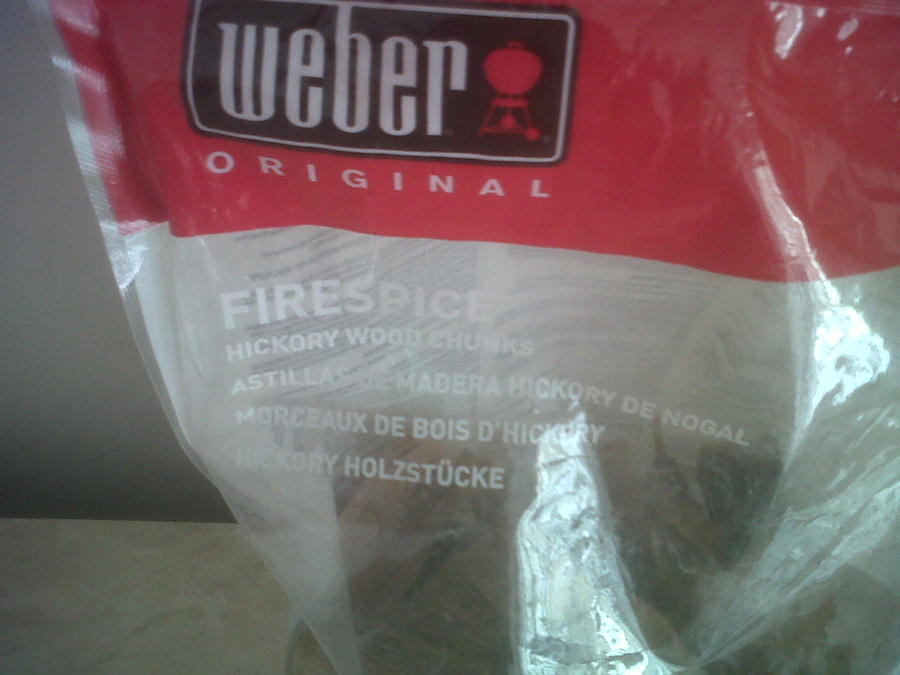 weber
ORIGINAL
FIRESPICE
HICKORY WOOD CHUNKS
ASTILLAS DE MADERA HICKORY DE NOGAL
MORCEAUX DE BOIS D'HICKORY
HICKORY HOLZSTÜCKE